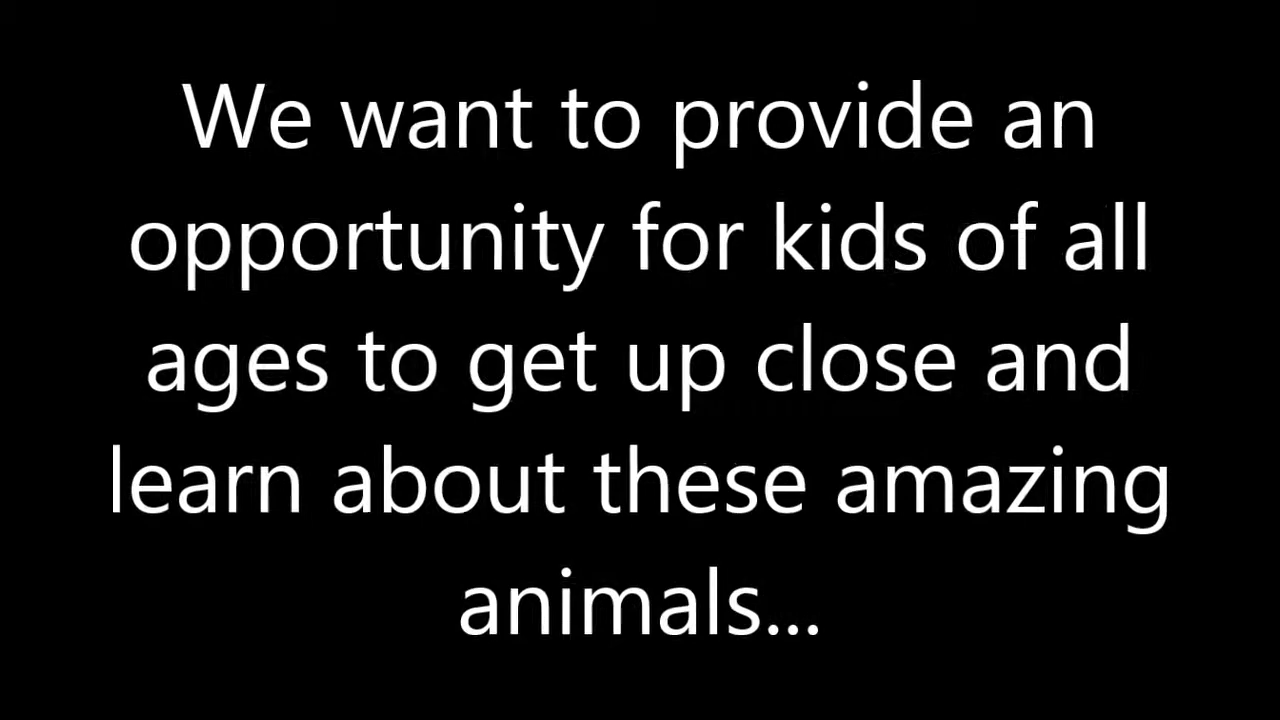 We want to provide an
opportunity for kids of all
ages to get up close and
learn about these amazing
animals...